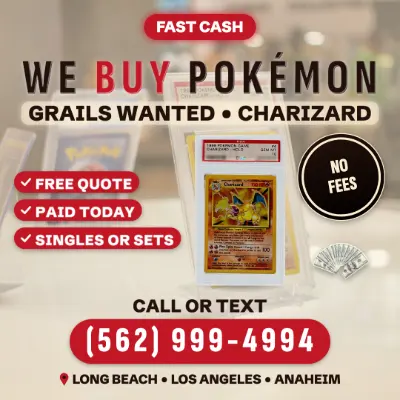 FAST CASH
WE BUY POKÉMON
GRAILS WANTED • CHARIZARD
NO
FEES
FREE QUOTE
PAID TODAY
SINGLES OR SETS
Charizard
CALL OR TEXT
(562) 999-4994
LONG BEACH • LOS ANGELES • ANAHEIM